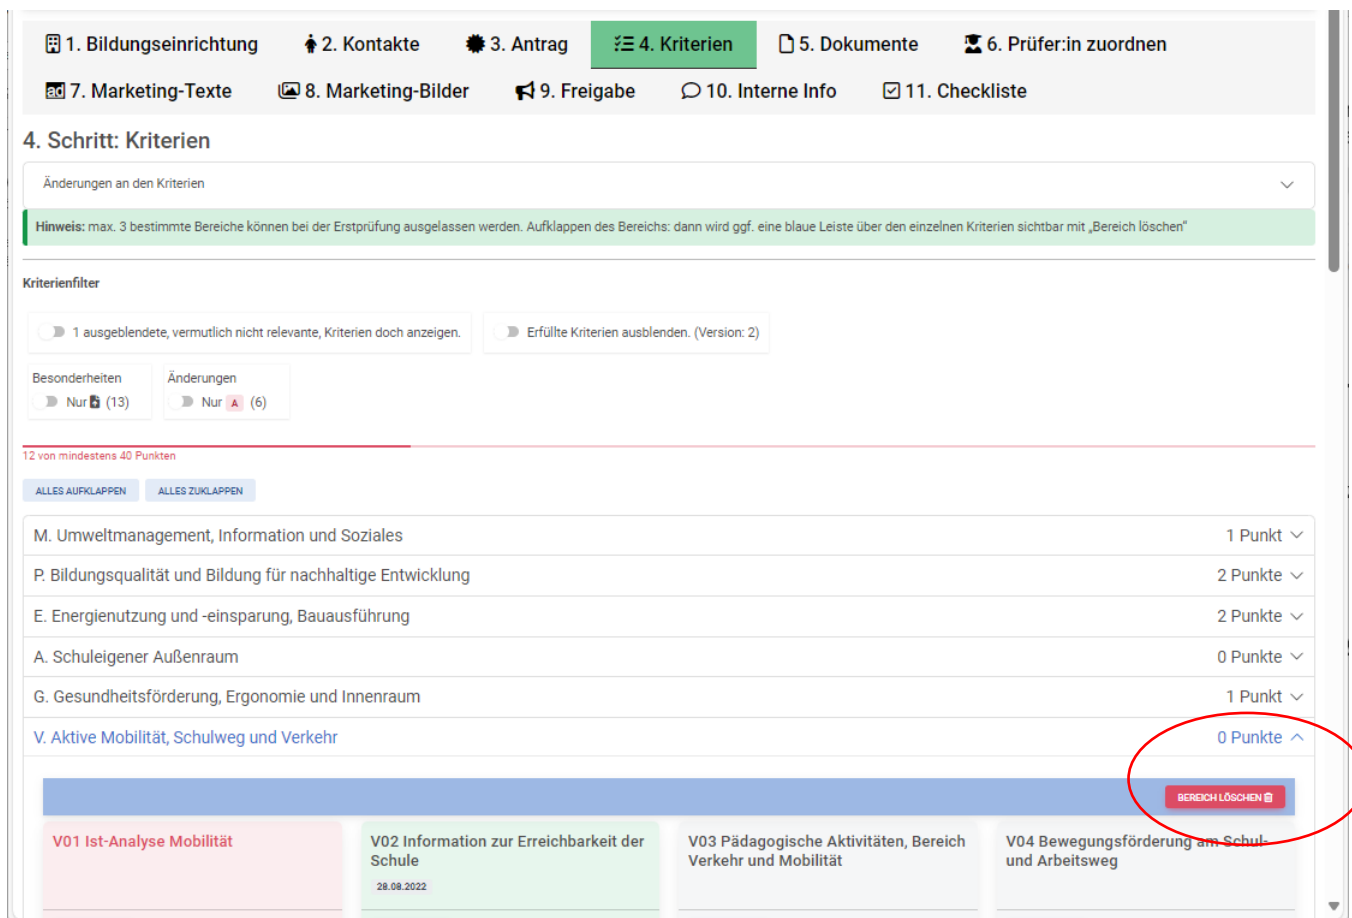 1. Bildungseinrichtung 2. Kontakte 3. Antrag 4. Kriterien 5. Dokumente 6. Prüfer:in zuordnen
7. Marketing-Texte 8. Marketing-Bilder 9. Freigabe 10. Interne Info 11. Checkliste
4. Schritt: Kriterien
Änderungen an den Kriterien
Hinweis: max. 3 bestimmte Bereiche können bei der Erstprüfung ausgelassen werden. Aufklappen des Bereichs: dann wird ggf. eine blaue Leiste über den einzelnen Kriterien sichtbar mit „Bereich löschen“
Kriterienfilter
1 ausgeblendete, vermutlich nicht relevante, Kriterien doch anzeigen. Erfüllte Kriterien ausblenden. (Version: 2)
Besonderheiten Änderungen
Nur (13) Nur A (6)
12 von mindestens 40 Punkten
ALLES AUFKLAPPEN ALLES ZUKLAPPEN
M. Umweltmanagement, Information und Soziales 1 Punkt
P. Bildungsqualität und Bildung für nachhaltige Entwicklung 2 Punkte
E. Energienutzung und -einsparung, Bauausführung 2 Punkte
A. Schuleigener Außenraum 0 Punkte
G. Gesundheitsförderung, Ergonomie und Innenraum 1 Punkt
V. Aktive Mobilität, Schulweg und Verkehr 0 Punkte
BEREICH LÖSCHEN
V01 Ist-Analyse Mobilität
V02 Information zur Erreichbarkeit der
Schule
28.08.2022
V03 Pädagogische Aktivitäten, Bereich
Verkehr und Mobilität
V04 Bewegungsförderung am Schul-
und Arbeitsweg